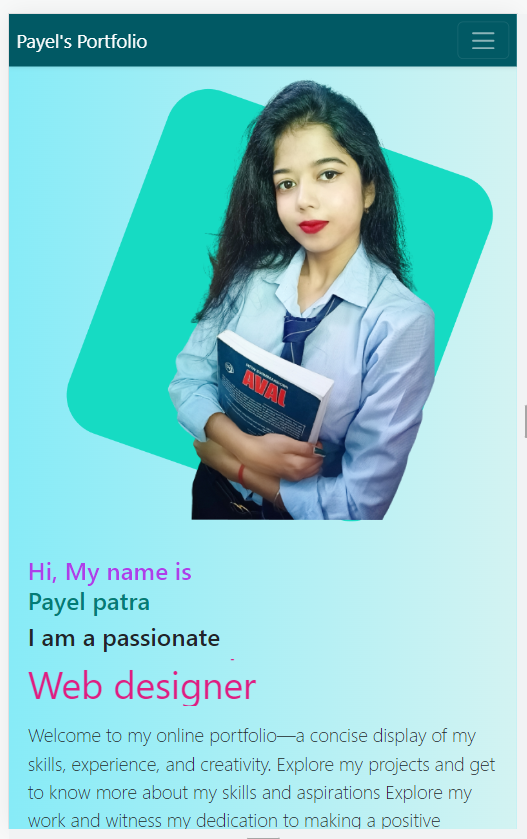 Payel's Portfolio
AVAL
Hi, My name is
Payel patra
I am a passionate
Web designer
Welcome to my online portfolio—a concise display of my
skills, experience, and creativity. Explore my projects and get
to know more about my skills and aspirations Explore my
work and witness my dedication to making a positive